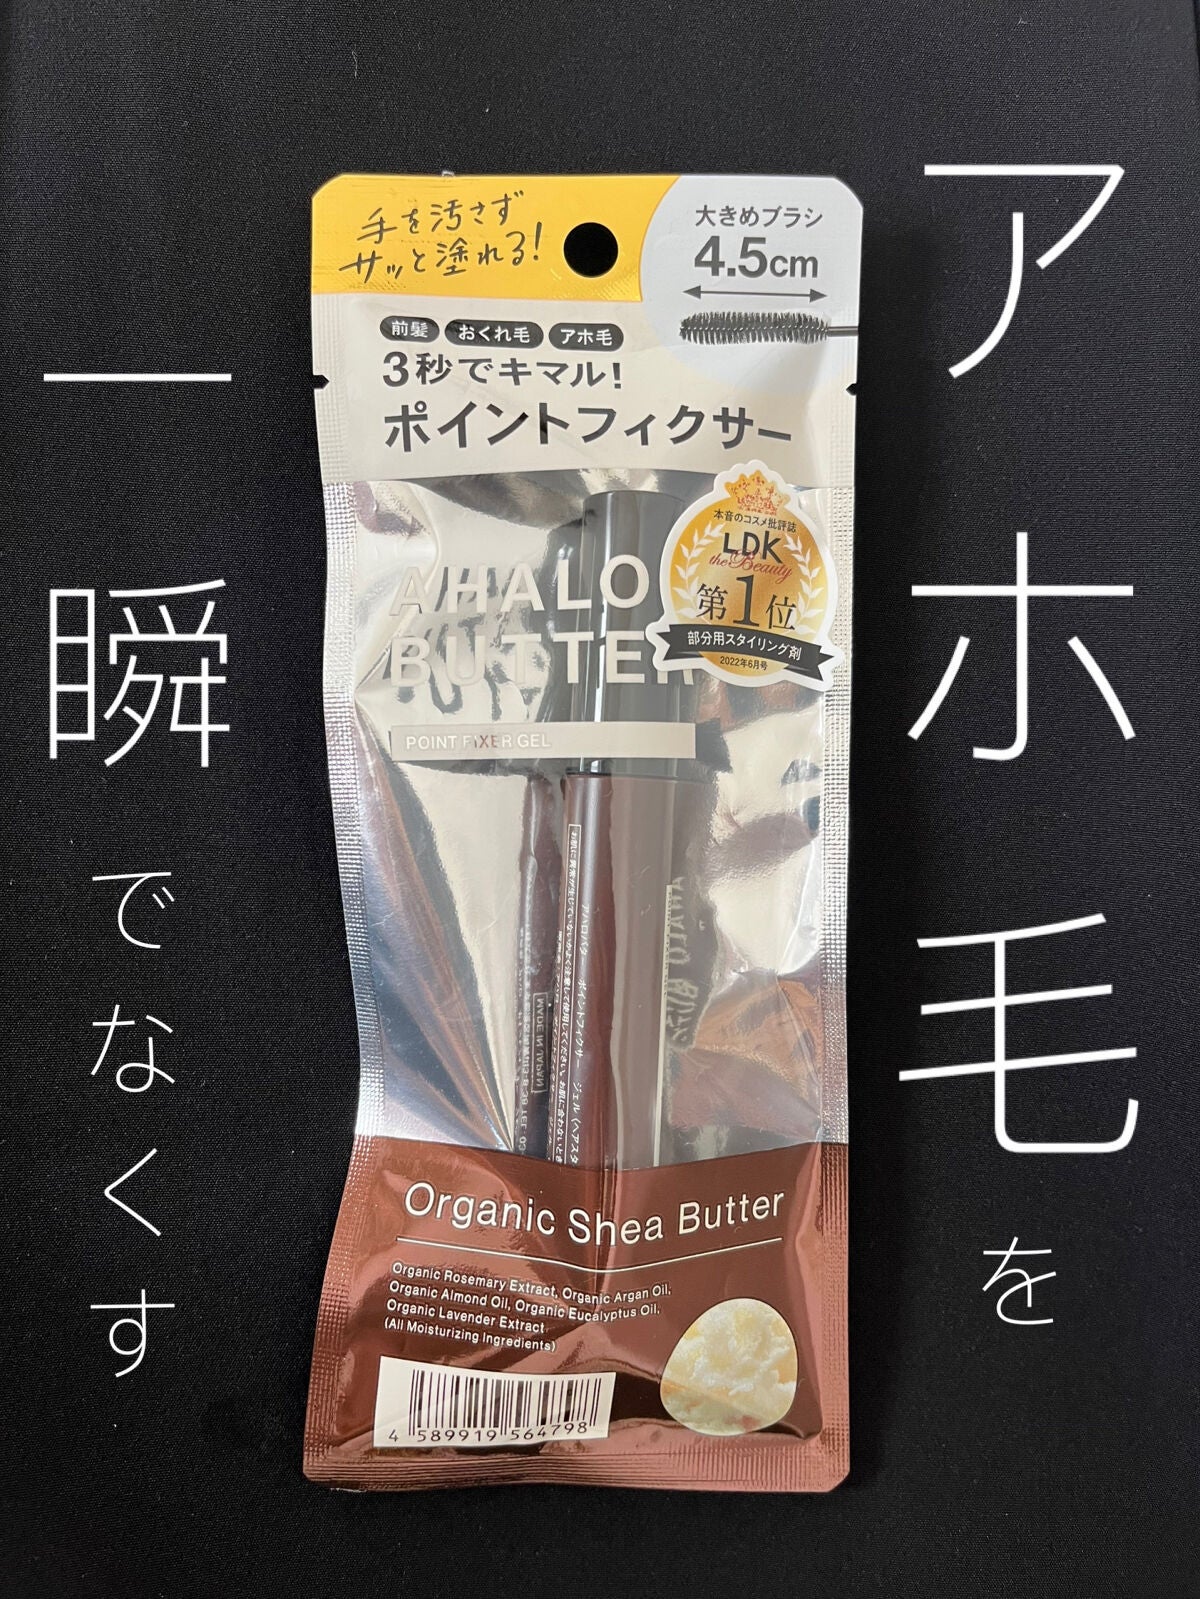 アホ毛を
一瞬でなくす
手を汚さず
サッと塗れる!
大きめブラシ
4.5cm
前髪 おくれ毛 アホ毛
3秒でキマル!
ポイントフィクサー
本音のコスメ批評誌
LDK
the Beauty
第1位
部分用スタイリング剤
2022年6月号
AHALO
BUTTER
POINT FIXER GEL
MADE IN JAPAN
Organic Shea Butter
Organic Rosemary Extract, Organic Argan Oil,
Organic Almond Oil, Organic Eucalyptus Oil,
Organic Lavender Extract
(All Moisturizing Ingredients)
4 589919 564798